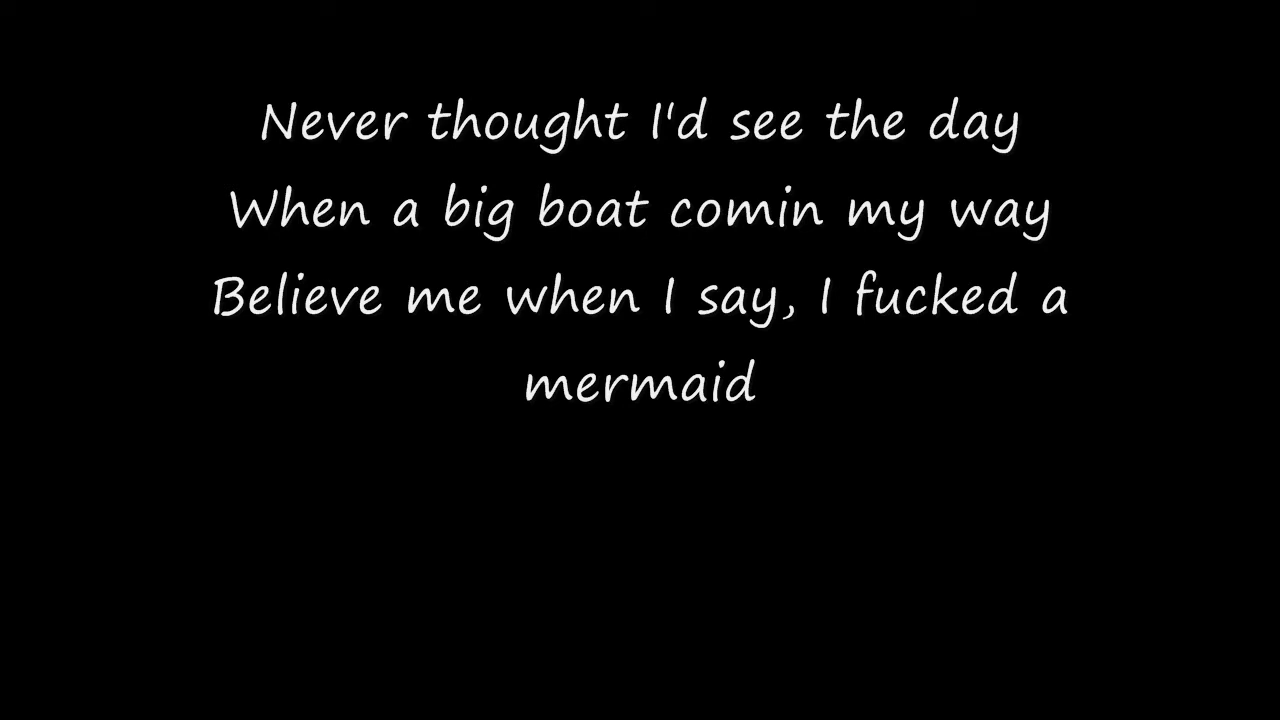 Never thought I'd see the day
When a big boat comin my way
Believe me when I say, I fucked a
mermaid